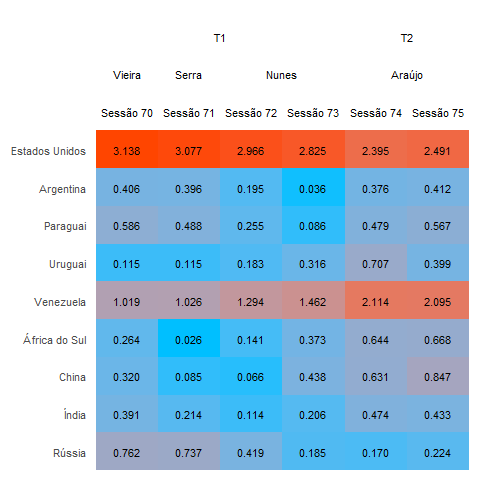 T1 T2
Vieira Serra Nunes Araújo
Sessão 70 Sessão 71 Sessão 72 Sessão 73 Sessão 74 Sessão 75
Estados Unidos 3.138 3.077 2.966 2.825 2.395 2.491
Argentina 0.406 0.396 0.195 0.036 0.376 0.412
Paraguai 0.586 0.488 0.255 0.086 0.479 0.567
Uruguai 0.115 0.115 0.183 0.316 0.707 0.399
Venezuela 1.019 1.026 1.294 1.462 2.114 2.095
África do Sul 0.264 0.026 0.141 0.373 0.644 0.668
China 0.320 0.085 0.066 0.438 0.631 0.847
Índia 0.391 0.214 0.114 0.206 0.474 0.433
Rússia 0.762 0.737 0.419 0.185 0.170 0.224